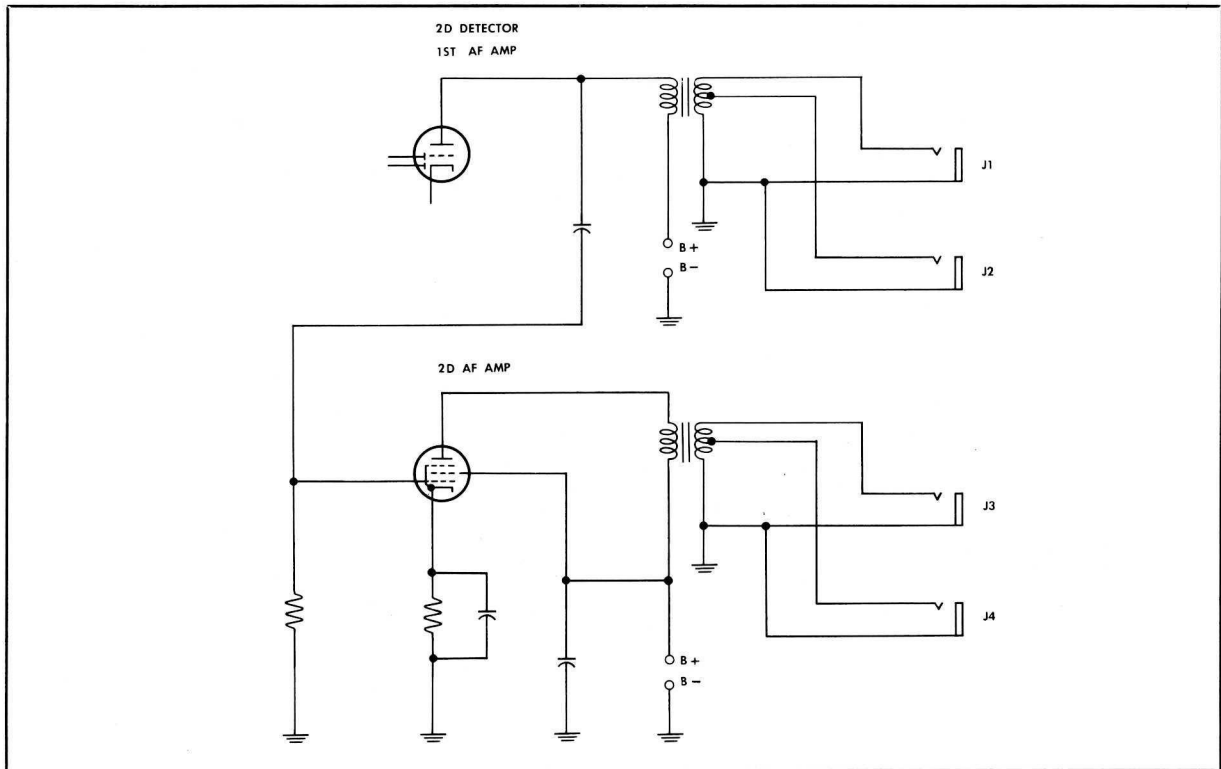 2D DETECTOR
1ST AF AMP
J1
B+
B-
J2
2D AF AMP
J3
J4
B+
B-